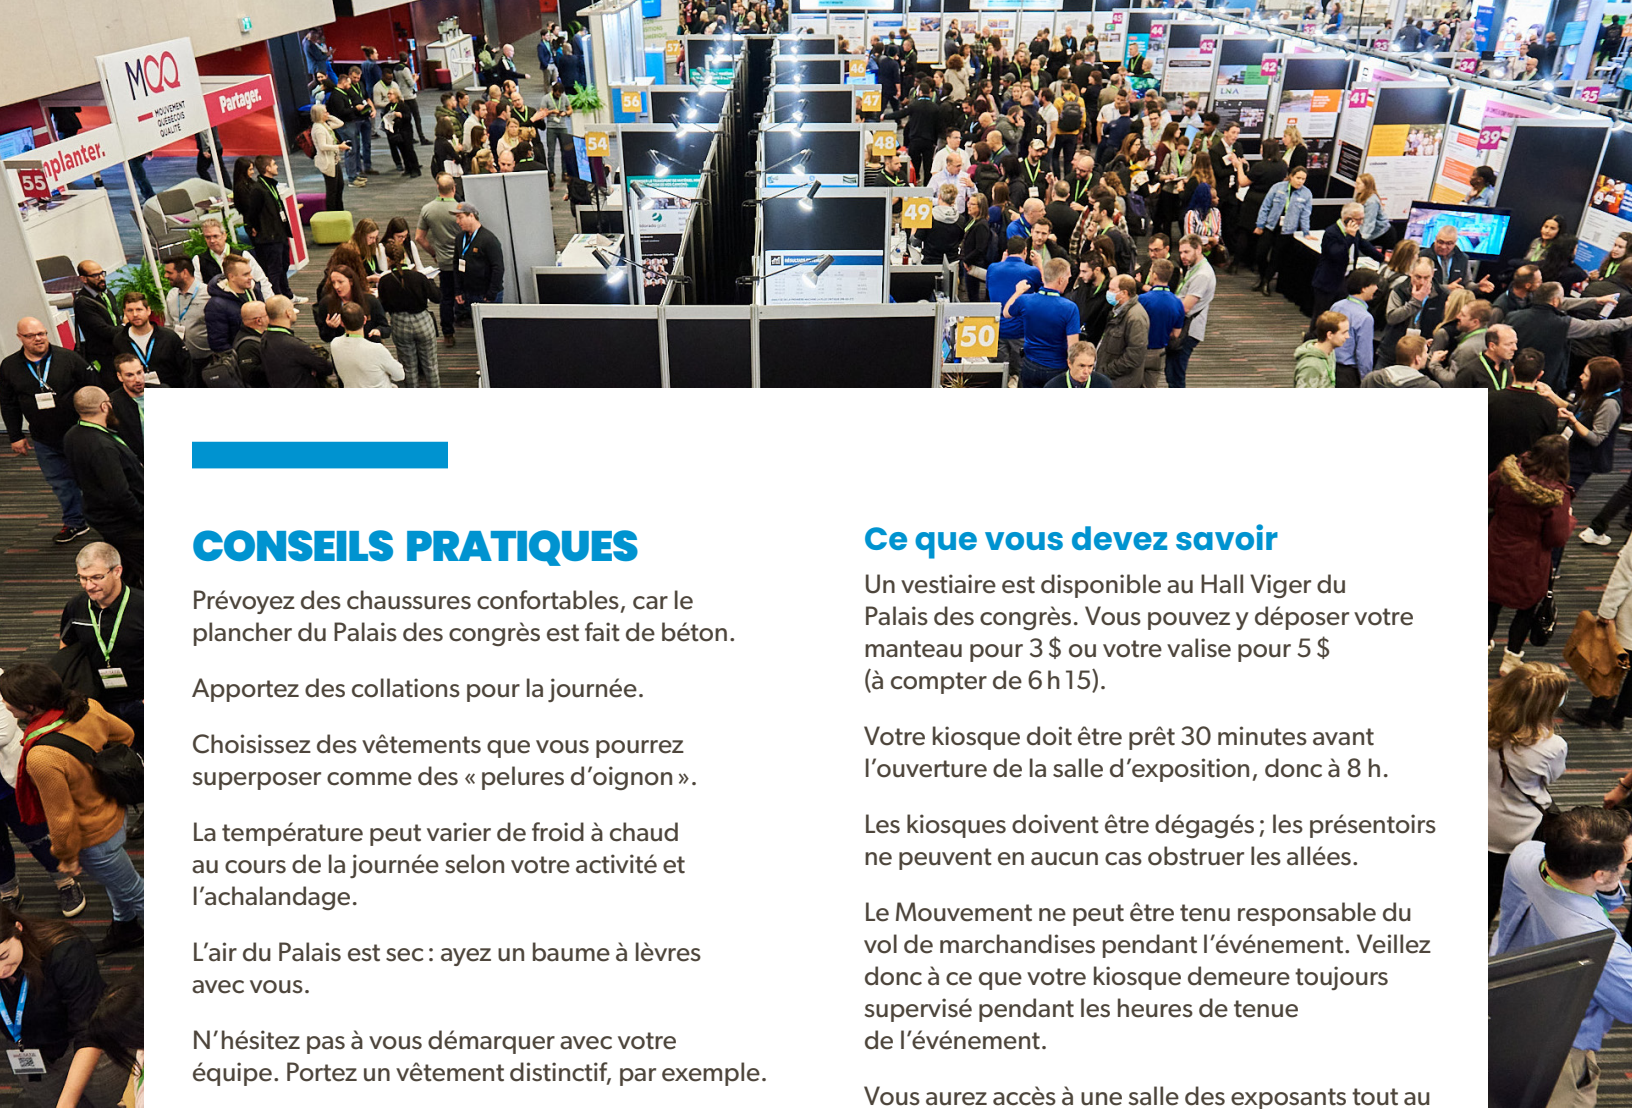 MQQ
MOUVEMENT
QUÉBÉCOIS
QUALITÉ
Partager.
mplanter.
55
57
56
54
46
47
48
49
50
45
44
43
42
41
34
35
39
LNA
CONSEILS PRATIQUES
Prévoyez des chaussures confortables, car le
plancher du Palais des congrès est fait de béton.
Apportez des collations pour la journée.
Choisissez des vêtements que vous pourrez
superposer comme des « pelures d’oignon ».
La température peut varier de froid à chaud
au cours de la journée selon votre activité et
l’achalandage.
L’air du Palais est sec : ayez un baume à lèvres
avec vous.
N’hésitez pas à vous démarquer avec votre
équipe. Portez un vêtement distinctif, par exemple.
Ce que vous devez savoir
Un vestiaire est disponible au Hall Viger du
Palais des congrès. Vous pouvez y déposer votre
manteau pour 3 $ ou votre valise pour 5 $
(à compter de 6 h 15).
Votre kiosque doit être prêt 30 minutes avant
l’ouverture de la salle d’exposition, donc à 8 h.
Les kiosques doivent être dégagés ; les présentoirs
ne peuvent en aucun cas obstruer les allées.
Le Mouvement ne peut être tenu responsable du
vol de marchandises pendant l’événement. Veillez
donc à ce que votre kiosque demeure toujours
supervisé pendant les heures de tenue
de l’événement.
Vous aurez accès à une salle des exposants tout au